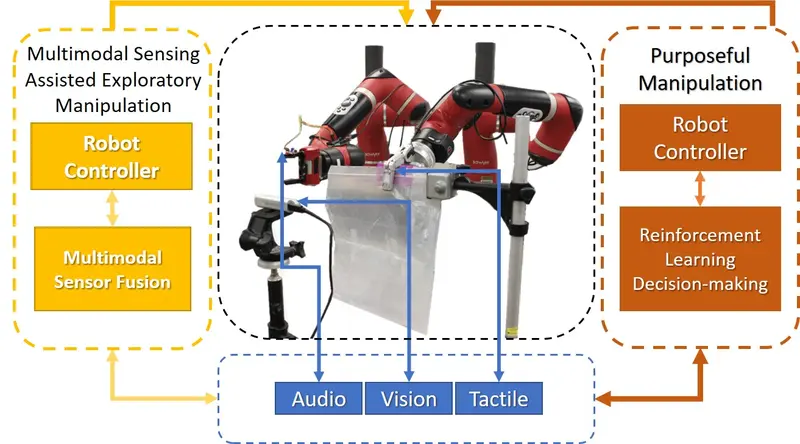 Multimodal Sensing
Assisted Exploratory
Manipulation
Robot
Controller
Multimodal
Sensor Fusion
Purposeful
Manipulation
Robot
Controller
Reinforcement
Learning
Decision-making
Audio
Vision
Tactile